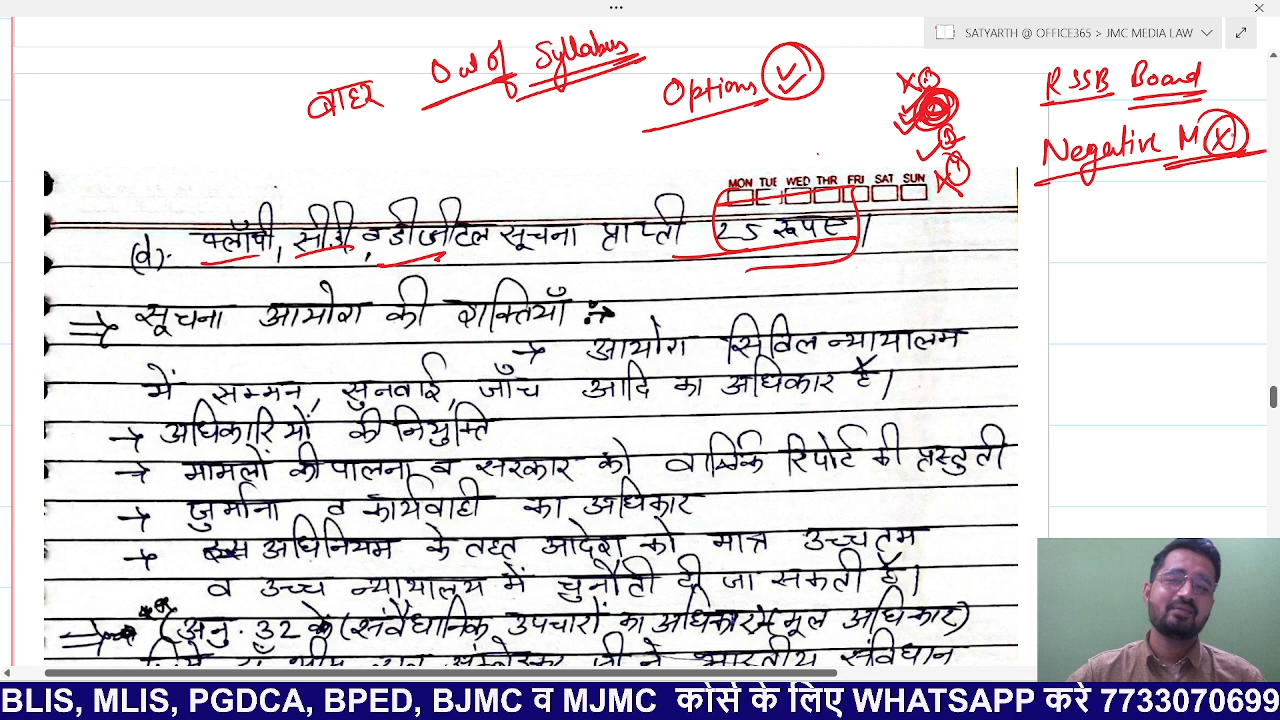 SATYARTH @ OFFICE365 > JMC MEDIA LAW
बाहर Out of Syllabus
Options
RSSB Board
Negative M
MON TUE WED THR FRI SAT SUN
(d). फ्लॉपी, सी.डी, व डीजीटल सूचना प्राप्ती 25 रूपए।
⇒ सूचना आयोग की शक्तियाँ :→
→ आयोग सिविल न्यायालय
में सम्मन, सुनवाई, जाँच आदि का अधिकार है।
→ अधिकारियों की नियुक्ति
→ मामलों की पालना व सरकार को वार्षिक रिपोर्ट की प्रस्तुती
→ जुर्माना व कार्यवाही का अधिकार
→ इस अधिनियम के तहत आदेश को मात्र उच्चतम
व उच्च न्यायालय में चुनौती दी जा सकती है।
(अनु. 32 के (संवैधानिक उपचारों का अधिकार में मूल अधिकार)
भारतीय संविधान
BLIS, MLIS, PGDCA, BPED, BJMC व MJMC कोर्स के लिए WHATSAPP करे 7733070699